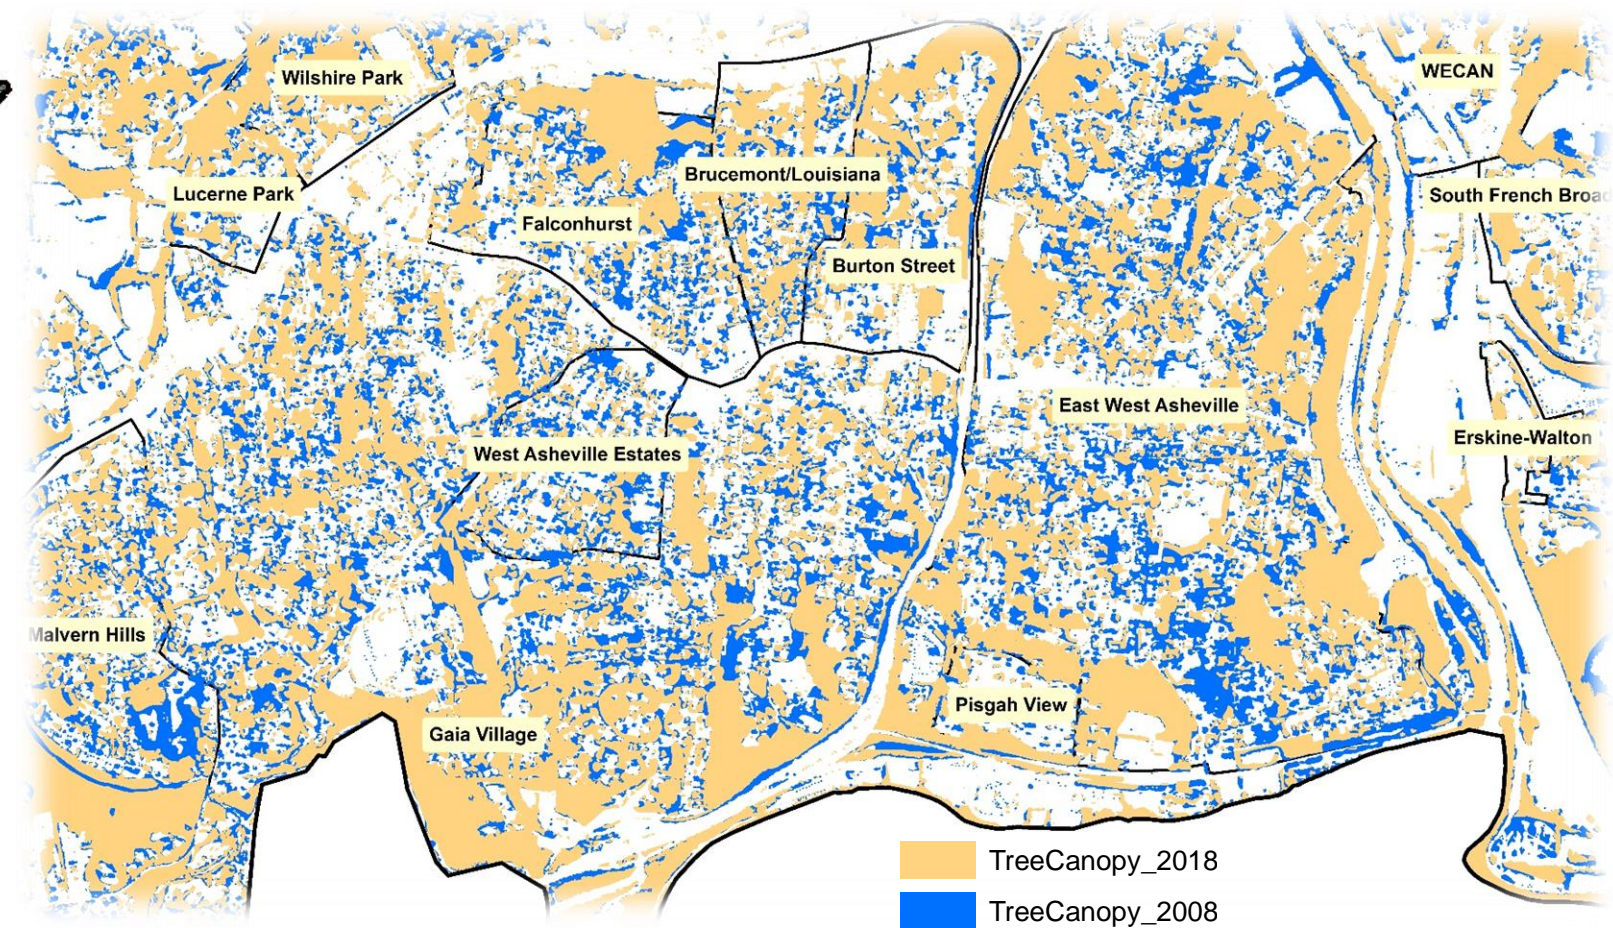 WECAN
Wilshire Park
Brucemont/Louisiana
Lucerne Park
South French Broad
Falconhurst
Burton Street
East West Asheville
Erskine-Walton
West Asheville Estates
Malvern Hills
Pisgah View
Gaia Village
TreeCanopy_2018
TreeCanopy_2008